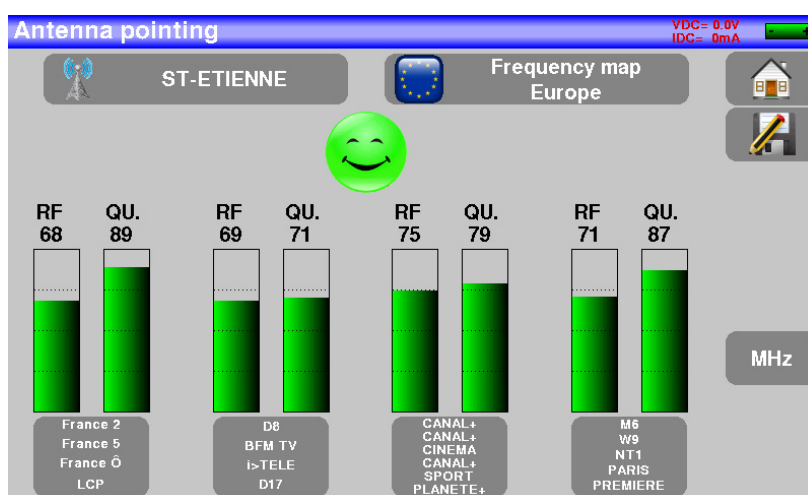 Antenna pointing
VDC= 0.0V
IDC= 0mA
- +
ST-ETIENNE
Frequency map
Europe
RF QU. RF QU. RF QU. RF QU.
68 89 69 71 75 79 71 87
MHz
France 2
France 5
France Ô
LCP
D8
BFM TV
i>TELE
D17
CANAL+
CANAL+
CINEMA
CANAL+
SPORT
PLANETE+
M6
W9
NT1
PARIS
PREMIERE